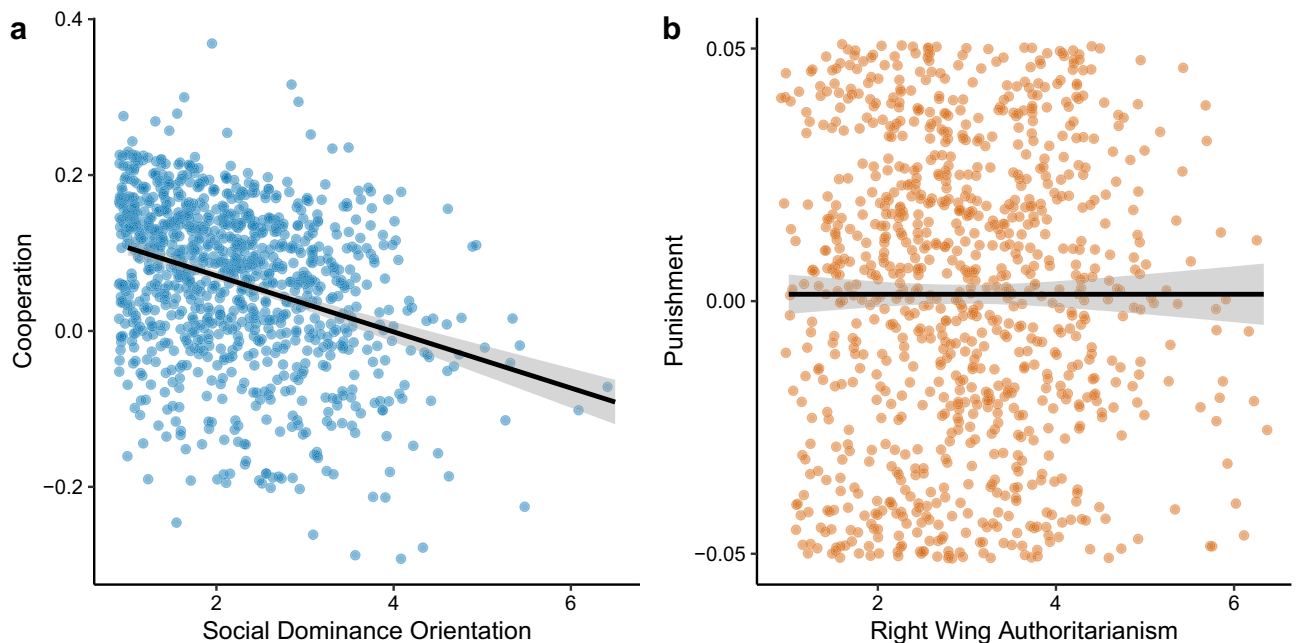 a
0.4
0.2
0.0
−0.2
Cooperation
2 4 6
Social Dominance Orientation
b
0.05
0.00
−0.05
Punishment
2 4 6
Right Wing Authoritarianism